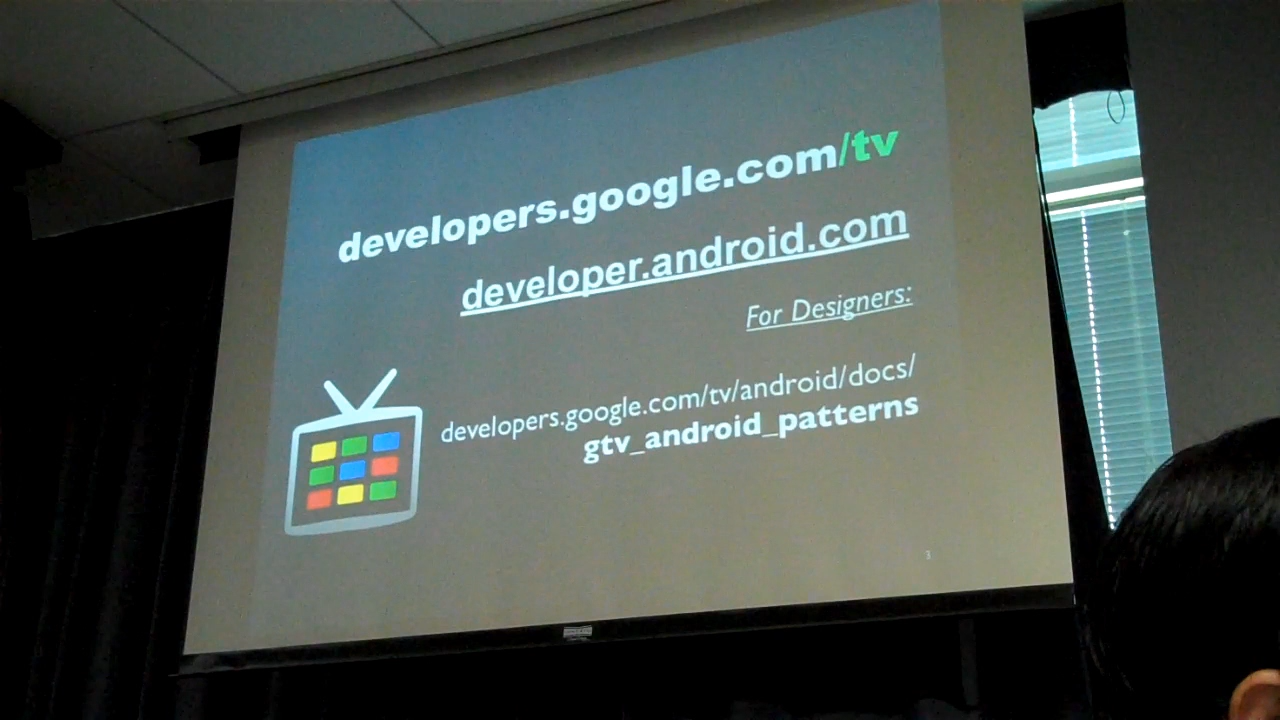 developers.google.com/tv
developer.android.com
For Designers:
developers.google.com/tv/android/docs/
gtv_android_patterns